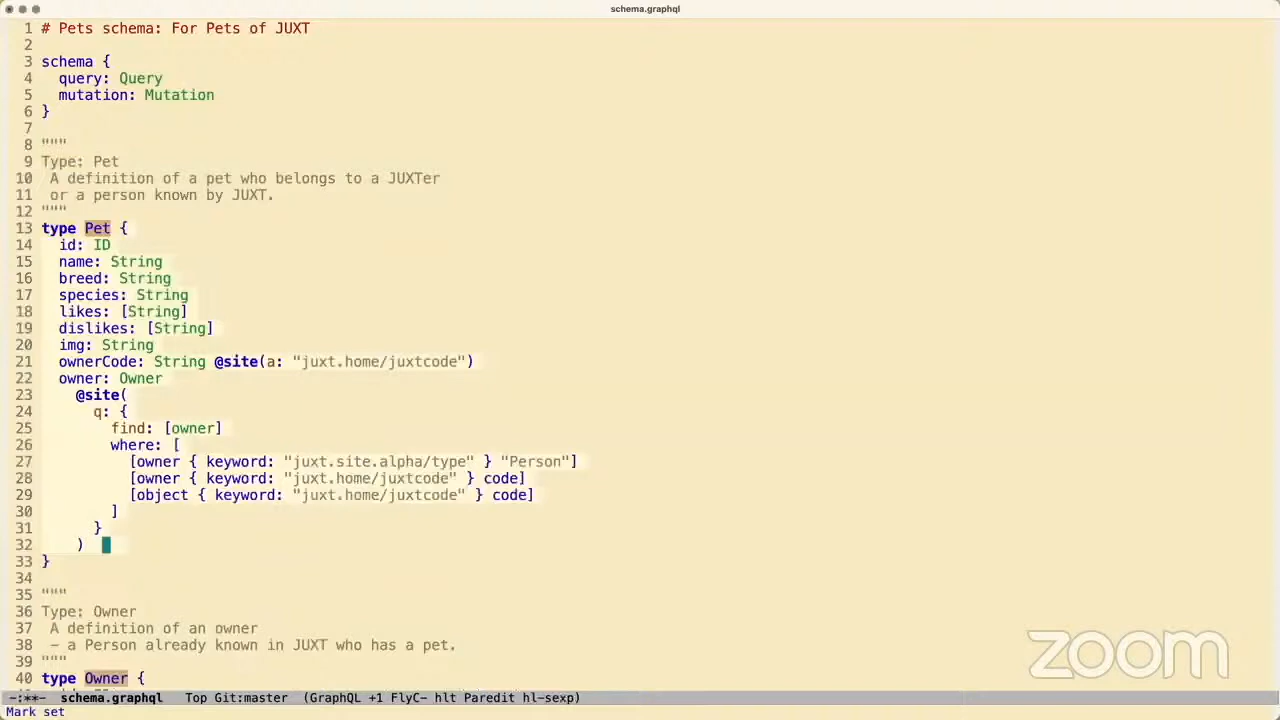 schema.graphql
1 # Pets schema: For Pets of JUXT
2
3 schema {
4   query: Query
5   mutation: Mutation
6 }
7
8 """
9 Type: Pet
10  A definition of a pet who belongs to a JUXTer
11  or a person known by JUXT.
12 """
13 type Pet {
14   id: ID
15   name: String
16   breed: String
17   species: String
18   likes: [String]
19   dislikes: [String]
20   img: String
21   ownerCode: String @site(a: "juxt.home/juxtcode")
22   owner: Owner
23     @site(
24       q: {
25         find: [owner]
26         where: [
27           [owner { keyword: "juxt.site.alpha/type" } "Person"]
28           [owner { keyword: "juxt.home/juxtcode" } code]
29           [object { keyword: "juxt.home/juxtcode" } code]
30         ]
31       }
32     )
33 }
34
35 """
36 Type: Owner
37  A definition of an owner
38  - a Person already known in JUXT who has a pet.
39 """
40 type Owner {
-:**-  schema.graphql   Top Git:master  (GraphQL +1 FlyC- hlt Paredit hl-sexp)
Mark set
zoom